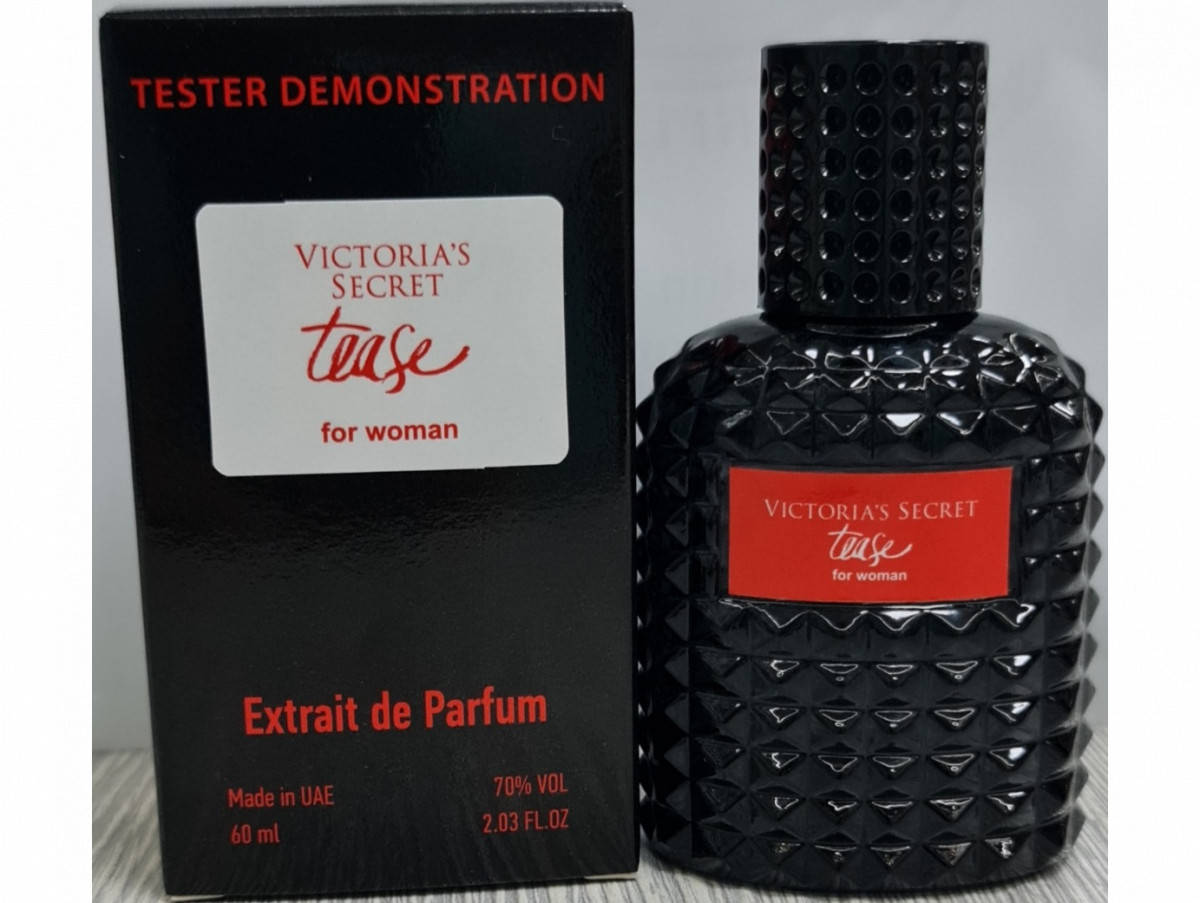 TESTER DEMONSTRATION
VICTORIA'S
SECRET
tease
for woman
Extrait de Parfum
Made in UAE
70% VOL
60 ml
2.03 FL.OZ
VICTORIA'S SECRET
tease
for woman